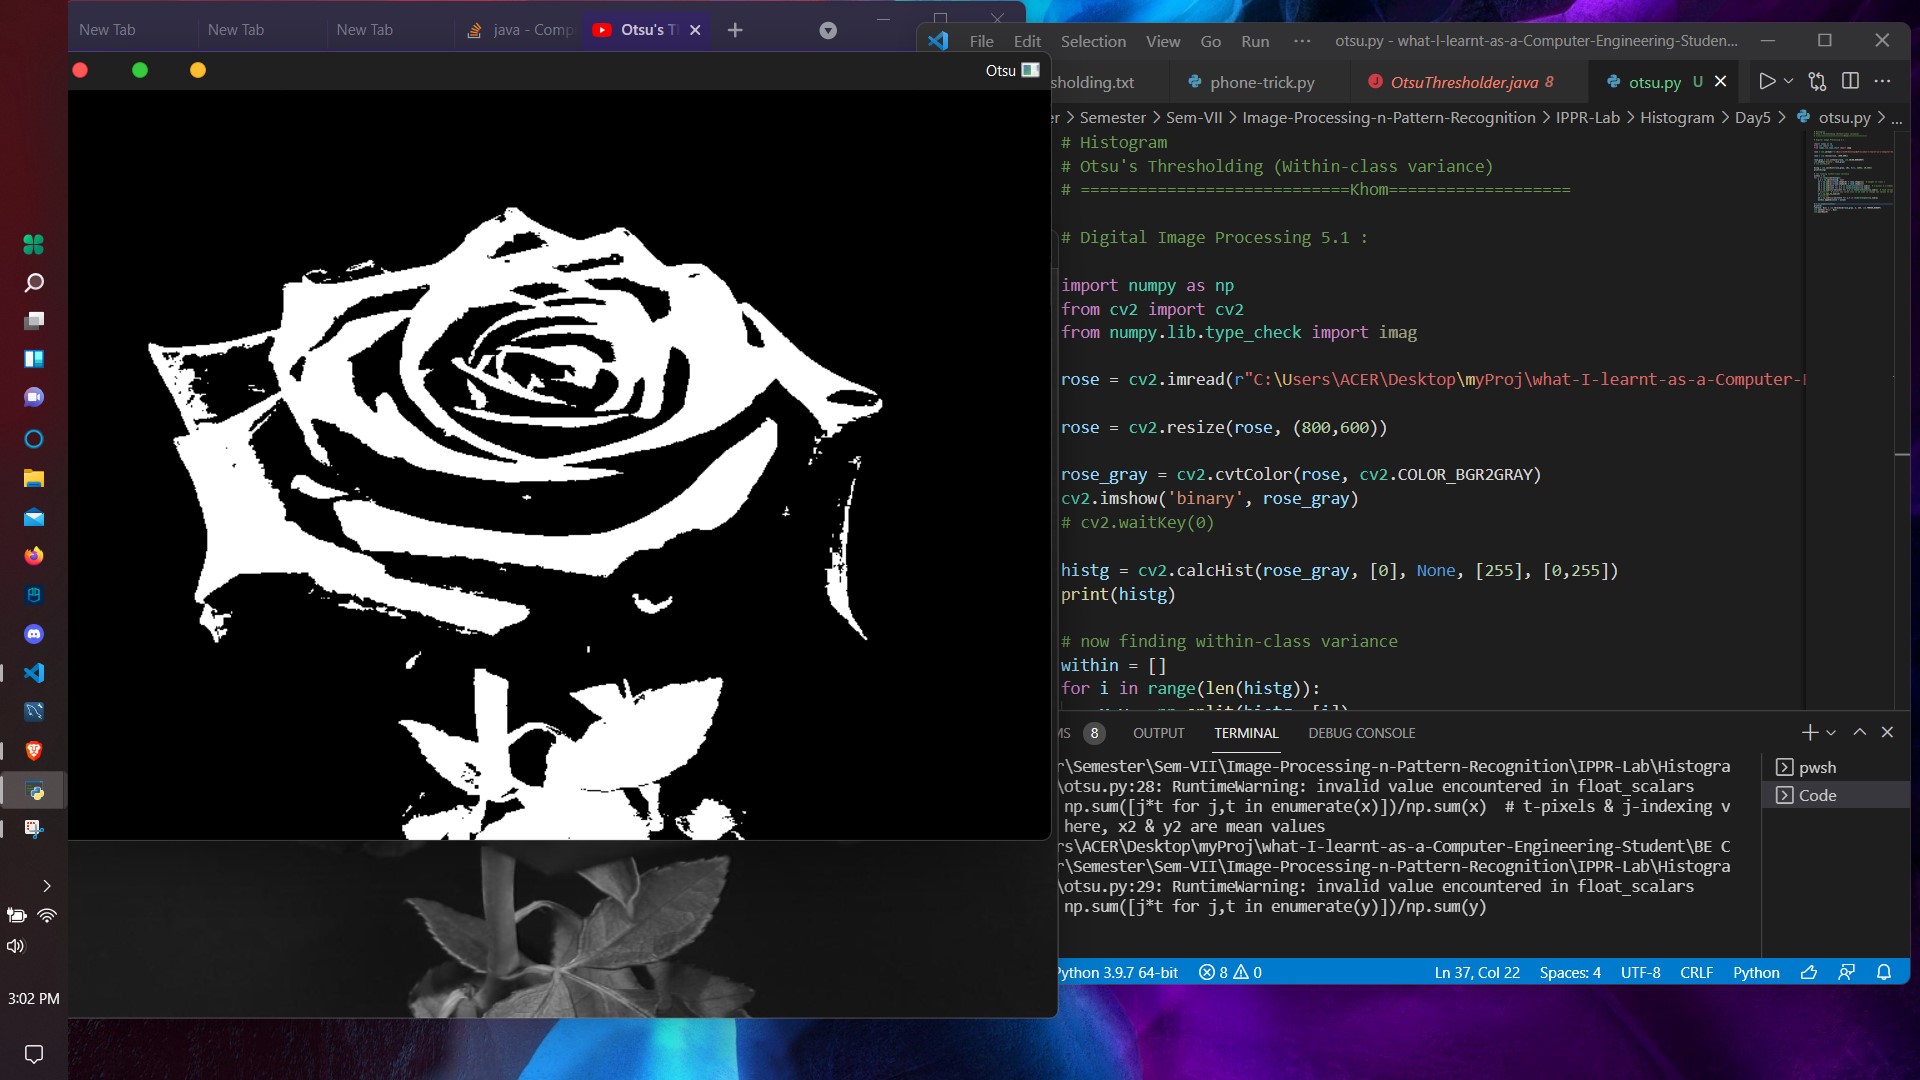 New Tab
New Tab
New Tab
java - Comp
Otsu's T
Otsu
File Edit Selection View Go Run ··· otsu.py - what-I-learnt-as-a-Computer-Engineering-Studen...
sholding.txt
phone-trick.py
OtsuThresholder.java 8
otsu.py U
er > Semester > Sem-VII > Image-Processing-n-Pattern-Recognition > IPPR-Lab > Histogram > Day5 > otsu.py > ...
# Histogram
# Otsu's Thresholding (Within-class variance)
# ============================Khom===================
# Digital Image Processing 5.1 :
import numpy as np
from cv2 import cv2
from numpy.lib.type_check import imag
rose = cv2.imread(r"C:\Users\ACER\Desktop\myProj\what-I-learnt-as-a-Computer-
rose = cv2.resize(rose, (800,600))
rose_gray = cv2.cvtColor(rose, cv2.COLOR_BGR2GRAY)
cv2.imshow('binary', rose_gray)
# cv2.waitKey(0)
histg = cv2.calcHist(rose_gray, [0], None, [255], [0,255])
print(histg)
# now finding within-class variance
within = []
for i in range(len(histg)):
MS 8 OUTPUT TERMINAL DEBUG CONSOLE
r\Semester\Sem-VII\Image-Processing-n-Pattern-Recognition\IPPR-Lab\Histogra
\otsu.py:28: RuntimeWarning: invalid value encountered in float_scalars
np.sum([j*t for j,t in enumerate(x)])/np.sum(x)  # t-pixels & j-indexing v
here, x2 & y2 are mean values
rs\ACER\Desktop\myProj\what-I-learnt-as-a-Computer-Engineering-Student\BE C
r\Semester\Sem-VII\Image-Processing-n-Pattern-Recognition\IPPR-Lab\Histogra
\otsu.py:29: RuntimeWarning: invalid value encountered in float_scalars
np.sum([j*t for j,t in enumerate(y)])/np.sum(y)
pwsh
Code
Python 3.9.7 64-bit 8 0 Ln 37, Col 22 Spaces: 4 UTF-8 CRLF Python
3:02 PM